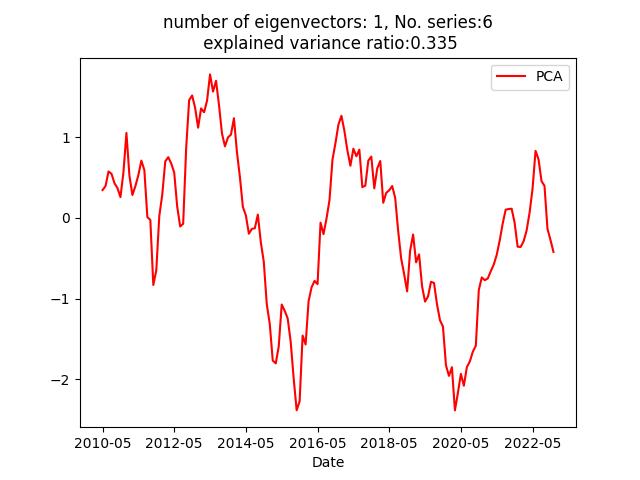 number of eigenvectors: 1, No. series:6
explained variance ratio:0.335
PCA
1
0
−1
−2
2010-05 2012-05 2014-05 2016-05 2018-05 2020-05 2022-05
Date